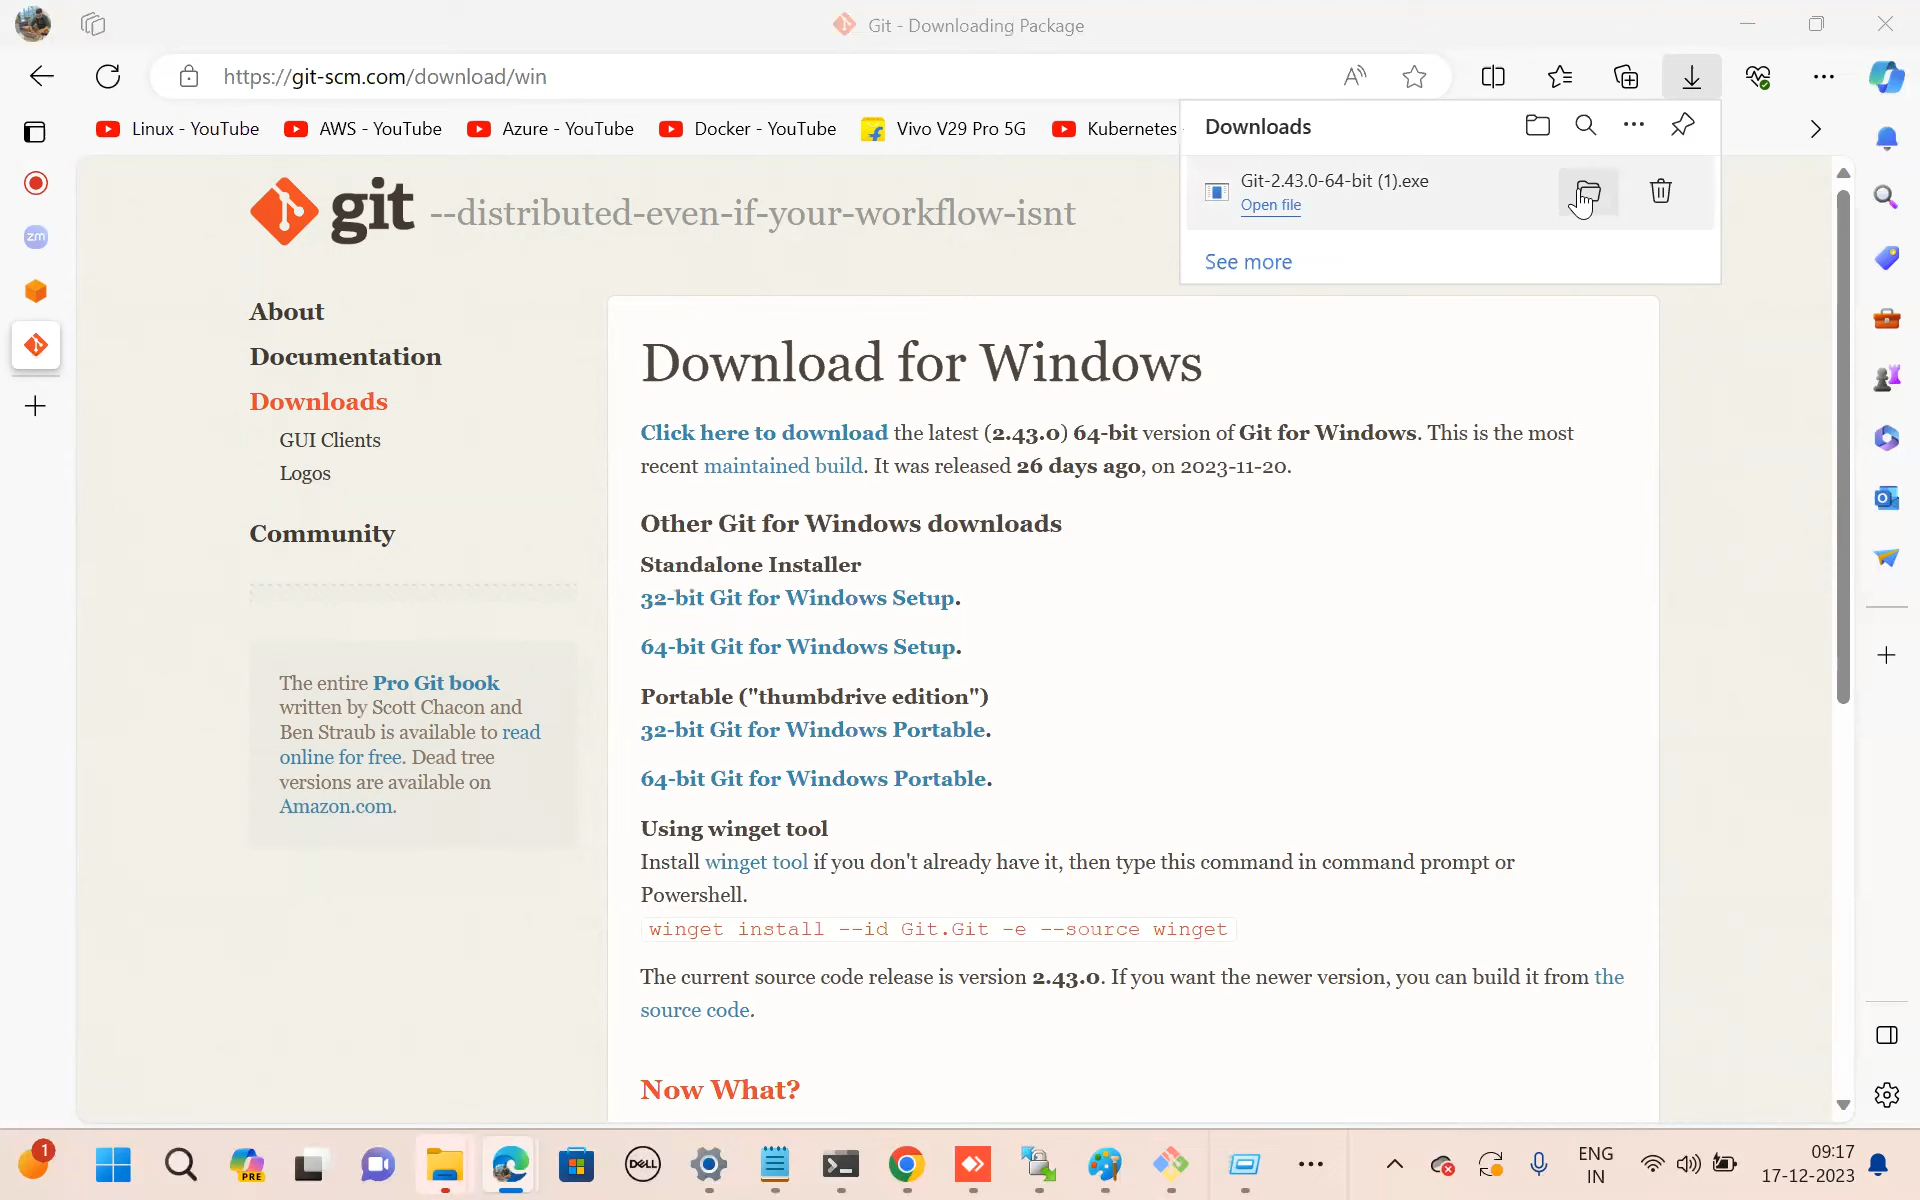 Git - Downloading Package
https://git-scm.com/download/win
Linux - YouTube
AWS - YouTube
Azure - YouTube
Docker - YouTube
Vivo V29 Pro 5G
Kubernetes
Downloads
Git-2.43.0-64-bit (1).exe
Open file
See more
zm
git --distributed-even-if-your-workflow-isnt
About
Documentation
Downloads
GUI Clients
Logos
Community
The entire Pro Git book
written by Scott Chacon and
Ben Straub is available to read
online for free. Dead tree
versions are available on
Amazon.com.
Download for Windows
Click here to download the latest (2.43.0) 64-bit version of Git for Windows. This is the most
recent maintained build. It was released 26 days ago, on 2023-11-20.
Other Git for Windows downloads
Standalone Installer
32-bit Git for Windows Setup.
64-bit Git for Windows Setup.
Portable ("thumbdrive edition")
32-bit Git for Windows Portable.
64-bit Git for Windows Portable.
Using winget tool
Install winget tool if you don't already have it, then type this command in command prompt or
Powershell.
winget install --id Git.Git -e --source winget
The current source code release is version 2.43.0. If you want the newer version, you can build it from the
source code.
Now What?
1
PRE
DELL
ENG
IN
09:17
17-12-2023